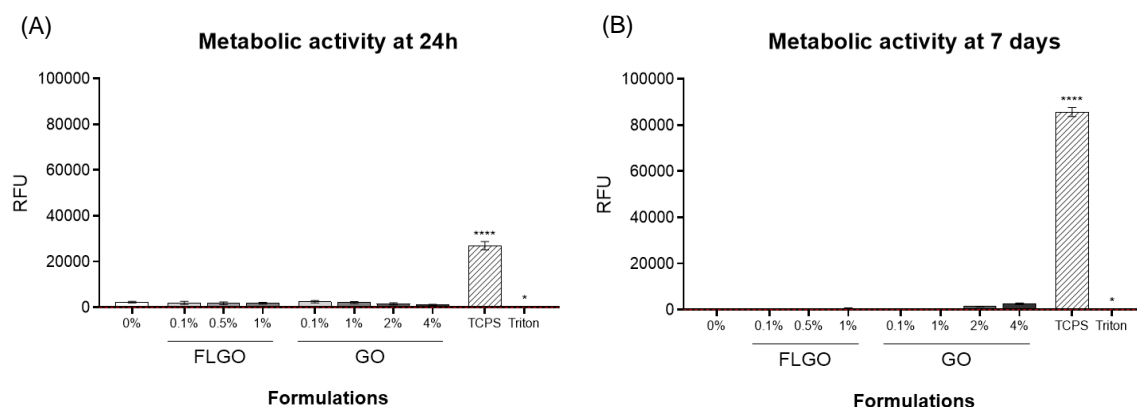 (A)
Metabolic activity at 24h
100000
80000
60000
40000
20000
0
RFU
****
*
0% 0.1% 0.5% 1% 0.1% 1% 2% 4% TCPS Triton
FLGO GO
Formulations
(B)
Metabolic activity at 7 days
100000
80000
60000
40000
20000
0
RFU
****
*
0% 0.1% 0.5% 1% 0.1% 1% 2% 4% TCPS Triton
FLGO GO
Formulations